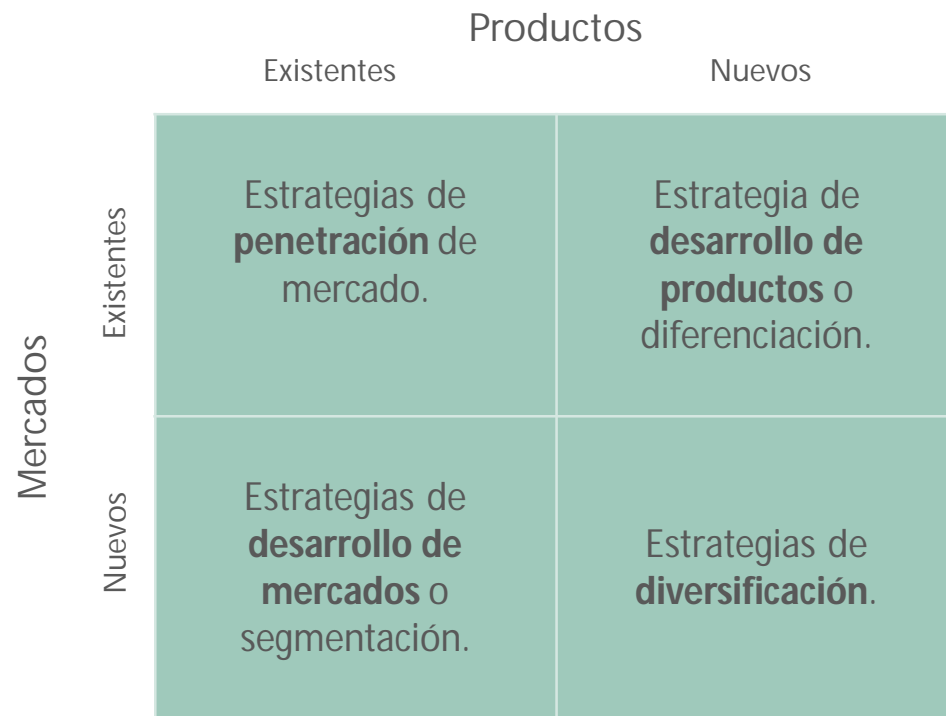 Productos
Existentes
Nuevos
Mercados
Existentes
Estrategias de
penetración de
mercado.
Estrategia de
desarrollo de
productos o
diferenciación.
Nuevos
Estrategias de
desarrollo de
mercados o
segmentación.
Estrategias de
diversificación.